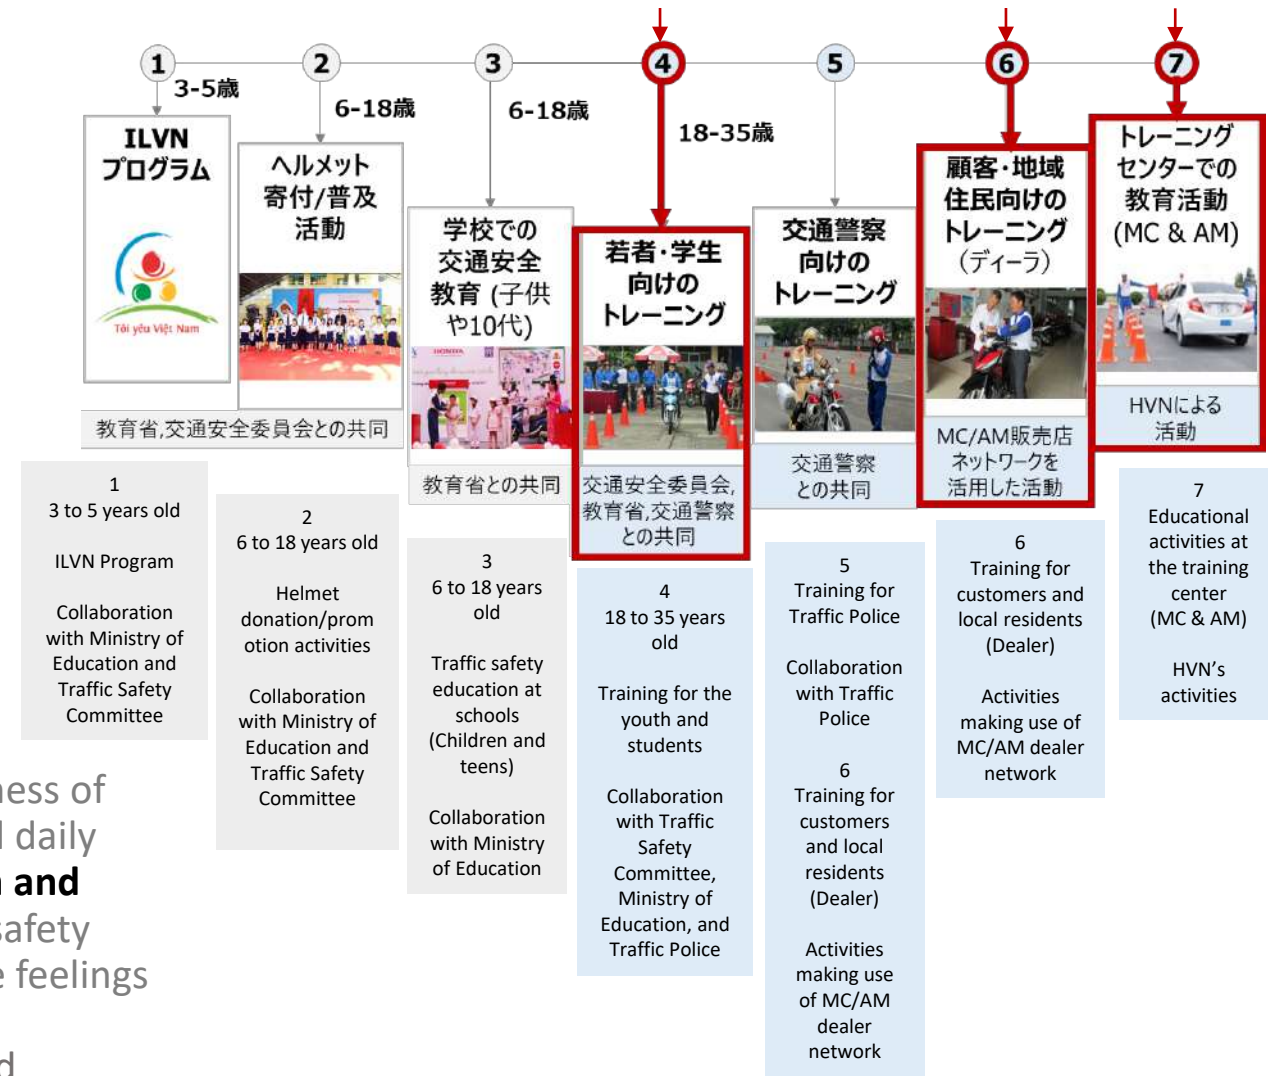 1
2
3
4
5
6
7
3-5歳
6-18歳
6-18歳
18-35歳
ILVN
プログラム
Tôi yêu Việt Nam
ヘルメット
寄付/普及
活動
教育省,交通安全委員会との共同
学校での
交通安全
教育 (子供
や10代)
HONDA
教育省との共同
若者・学生
向けの
トレーニング
交通安全委員会,
教育省,交通警察
との共同
交通警察
向けの
トレーニング
交通警察
との共同
顧客・地域
住民向けの
トレーニング
(ディーラ)
MC/AM販売店
ネットワークを
活用した活動
トレーニング
センターでの
教育活動
(MC & AM)
HVNによる
活動
1
3 to 5 years old
ILVN Program
Collaboration
with Ministry of
Education and
Traffic Safety
Committee
2
6 to 18 years old
Helmet
donation/prom
otion activities
Collaboration
with Ministry of
Education and
Traffic Safety
Committee
3
6 to 18 years
old
Traffic safety
education at
schools
(Children and
teens)
Collaboration
with Ministry
of Education
4
18 to 35 years
old
Training for the
youth and
students
Collaboration
with Traffic
Safety
Committee,
Ministry of
Education, and
Traffic Police
5
Training for
Traffic Police
Collaboration
with Traffic
Police
6
Training for
customers
and local
residents
(Dealer)
Activities
making use
of MC/AM
dealer
network
6
Training for
customers and
local residents
(Dealer)
Activities
making use of
MC/AM dealer
network
7
Educational
activities at
the training
center
(MC & AM)
HVN's
activities
ness of
daily
and
safety
feelings